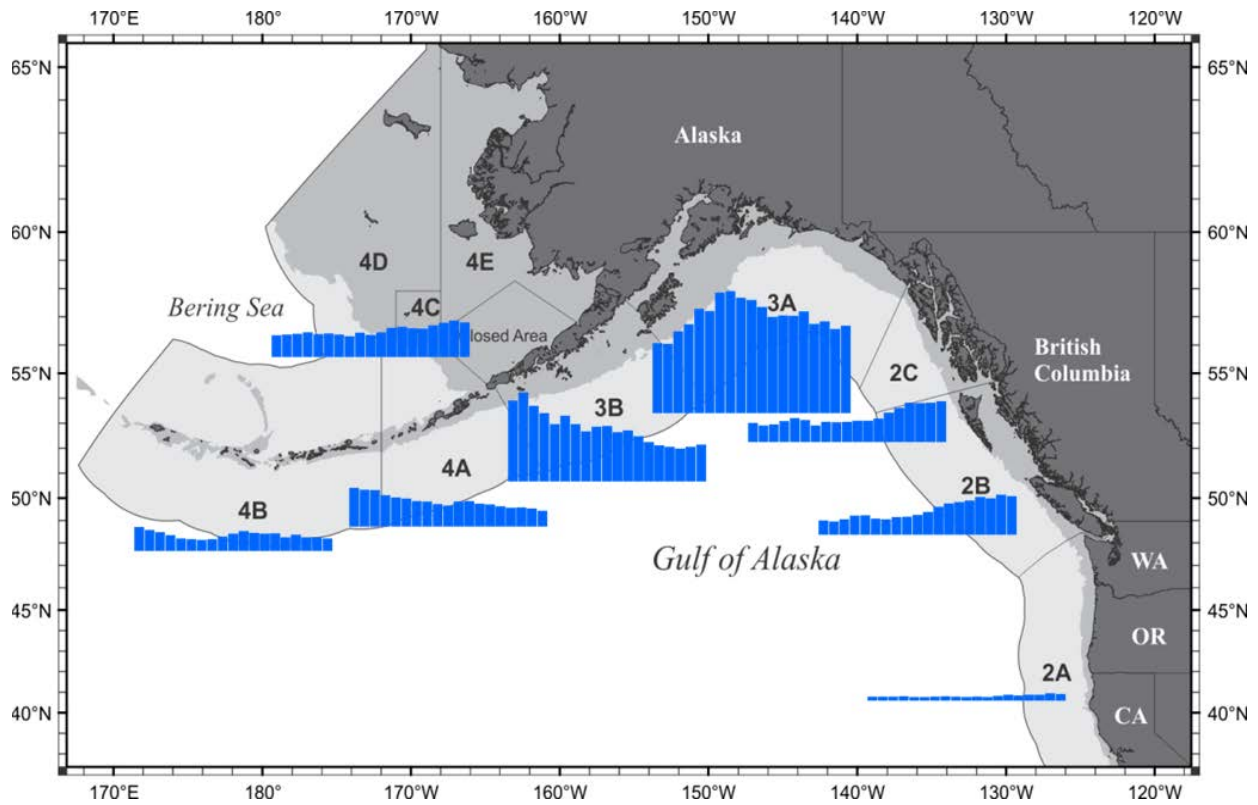 170°E 180° 170°W 160°W 150°W 140°W 130°W 120°W
65°N 65°N
Alaska
60°N 60°N
4D 4E
Bering Sea
4C
3A
losed Area
British
Columbia
55°N 55°N
2C
3B
4A
50°N 50°N
2B
4B
Gulf of Alaska
WA
45°N 45°N
OR
2A
40°N 40°N
CA
170°E 180° 170°W 160°W 150°W 140°W 130°W 120°W